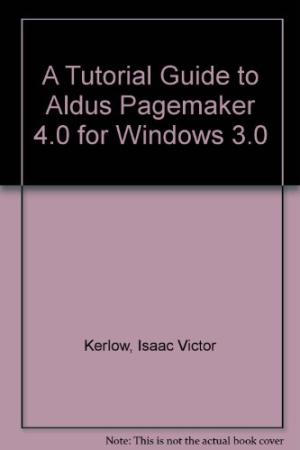 A Tutorial Guide to
Aldus Pagemaker
4.0 for Windows 3.0
Kerlow, Isaac Victor
Note: This is not the actual book cover